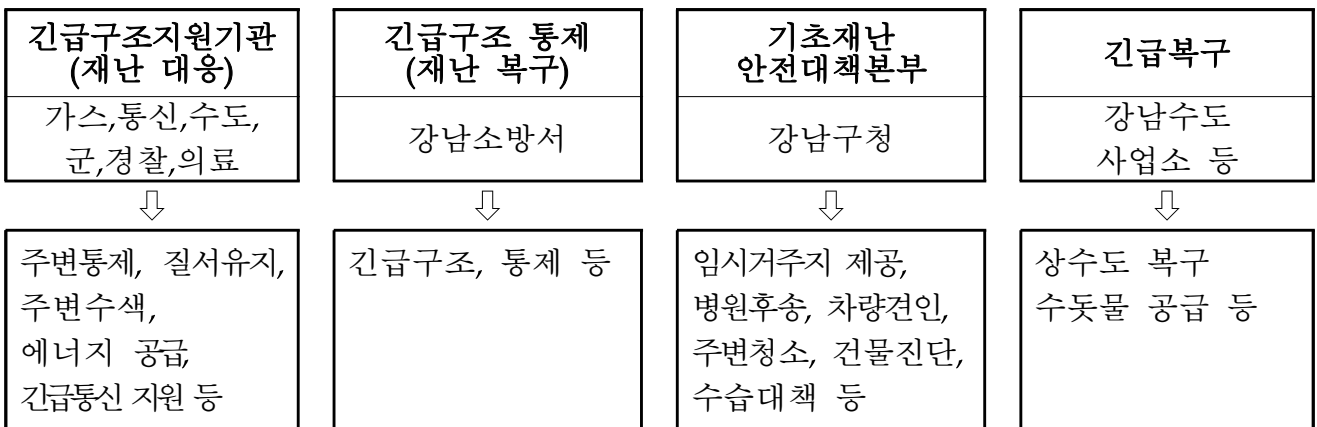 긴급구조지원기관
(재난 대응)
가스,통신,수도,
군,경찰,의료
주변통제, 질서유지,
주변수색,
에너지 공급,
긴급통신 지원 등
긴급구조 통제
(재난 복구)
강남소방서
긴급구조, 통제 등
기초재난
안전대책본부
강남구청
임시거주지 제공,
병원후송, 차량견인,
주변청소, 건물진단,
수습대책 등
긴급복구
강남수도
사업소 등
상수도 복구
수돗물 공급 등